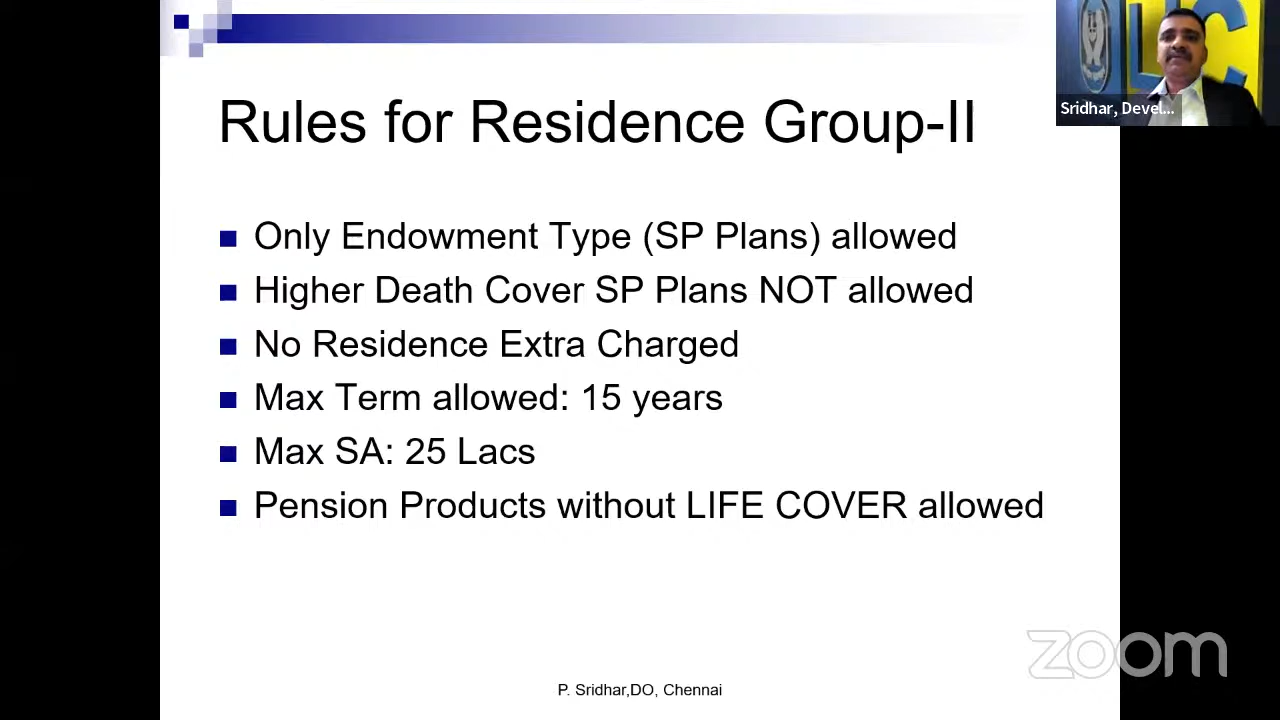 Rules for Residence Group-II
Only Endowment Type (SP Plans) allowed
Higher Death Cover SP Plans NOT allowed
No Residence Extra Charged
Max Term allowed: 15 years
Max SA: 25 Lacs
Pension Products without LIFE COVER allowed
P. Sridhar,DO, Chennai
LIC
Sridhar, Devel...
zoom